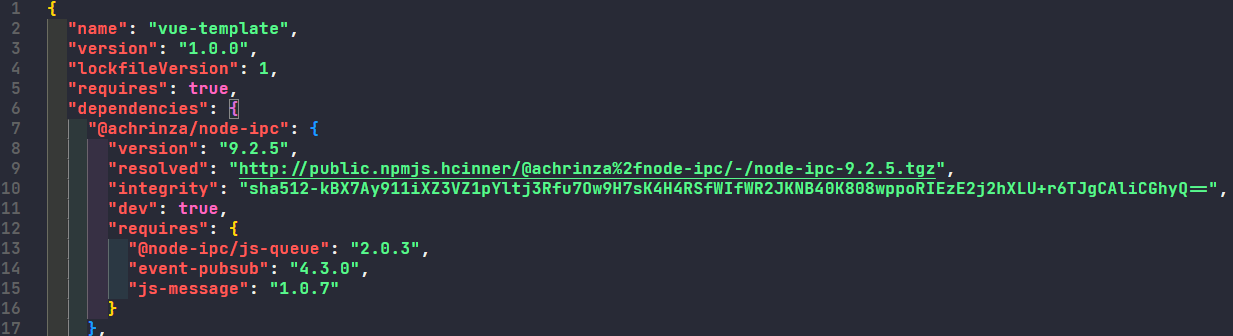 1 {
2 "name": "vue-template",
3 "version": "1.0.0",
4 "lockfileVersion": 1,
5 "requires": true,
6 "dependencies": {
7 "@achrinza/node-ipc": {
8 "version": "9.2.5",
9 "resolved": "http://public.npmjs.hcinner/@achrinza%2fnode-ipc/-/node-ipc-9.2.5.tgz",
10 "integrity": "sha512-kBX7Ay911iXZ3VZ1pYltj3Rfu7Ow9H7sK4H4RSfWIfWR2JKNB40K808wppoRIEzE2j2hXLU+r6TJgCAliCGhyQ==",
11 "dev": true,
12 "requires": {
13 "@node-ipc/js-queue": "2.0.3",
14 "event-pubsub": "4.3.0",
15 "js-message": "1.0.7"
16 }
17 },